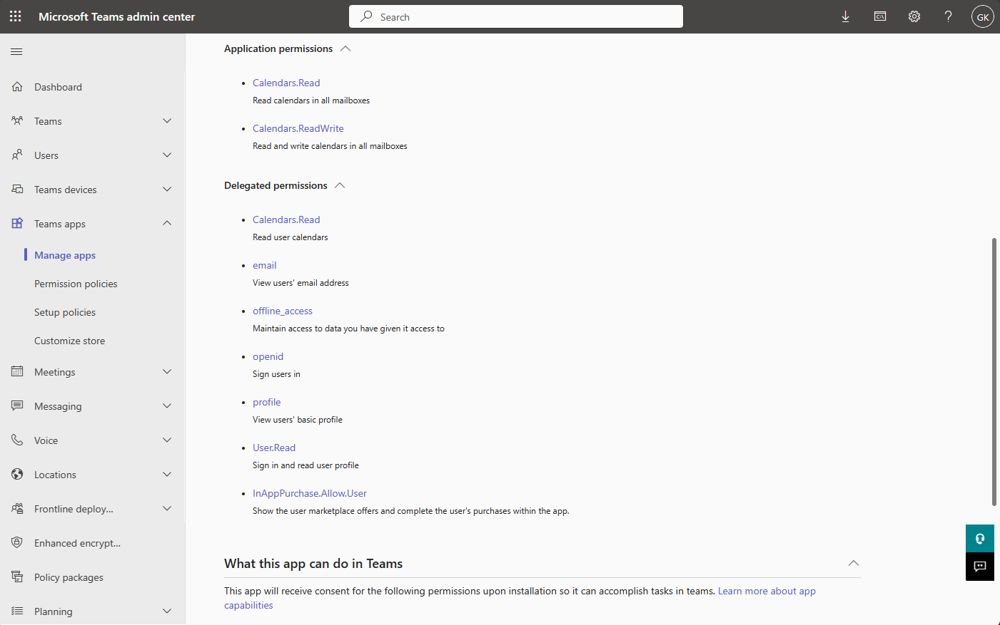 Microsoft Teams admin center
Search
GK
Dashboard
Teams
Users
Teams devices
Teams apps
Manage apps
Permission policies
Setup policies
Customize store
Meetings
Messaging
Voice
Locations
Frontline deploy...
Enhanced encrypt...
Policy packages
Planning
Application permissions
• Calendars.Read
Read calendars in all mailboxes
• Calendars.ReadWrite
Read and write calendars in all mailboxes
Delegated permissions
• Calendars.Read
Read user calendars
• email
View users' email address
• offline_access
Maintain access to data you have given it access to
• openid
Sign users in
• profile
View users' basic profile
• User.Read
Sign in and read user profile
• InAppPurchase.Allow.User
Show the user marketplace offers and complete the user's purchases within the app.
What this app can do in Teams
This app will receive consent for the following permissions upon installation so it can accomplish tasks in teams. Learn more about app
capabilities